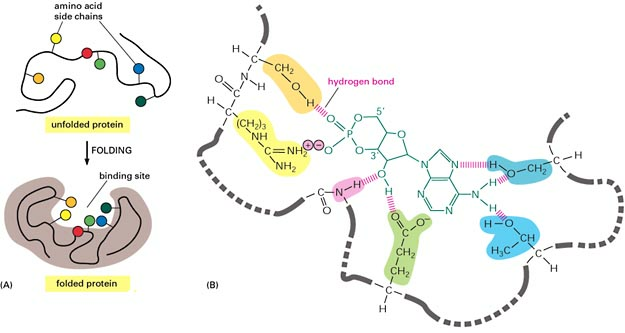 amino acid
side chains
unfolded protein
FOLDING
binding site
folded protein
(A)
(B)
hydrogen bond
H
C
CH2
O
H
N
H
O
C
H
C
(CH2)3
NH
C
NH2
NH2
+
−
O
P
O
O
O
5'
3'
O
O
H
N
N
N
N
N
H
H
H
O
CH2
C
H
H
O
CH
H3C
C
H
C
O
N
H
O
C
O−
CH2
CH2
C
H